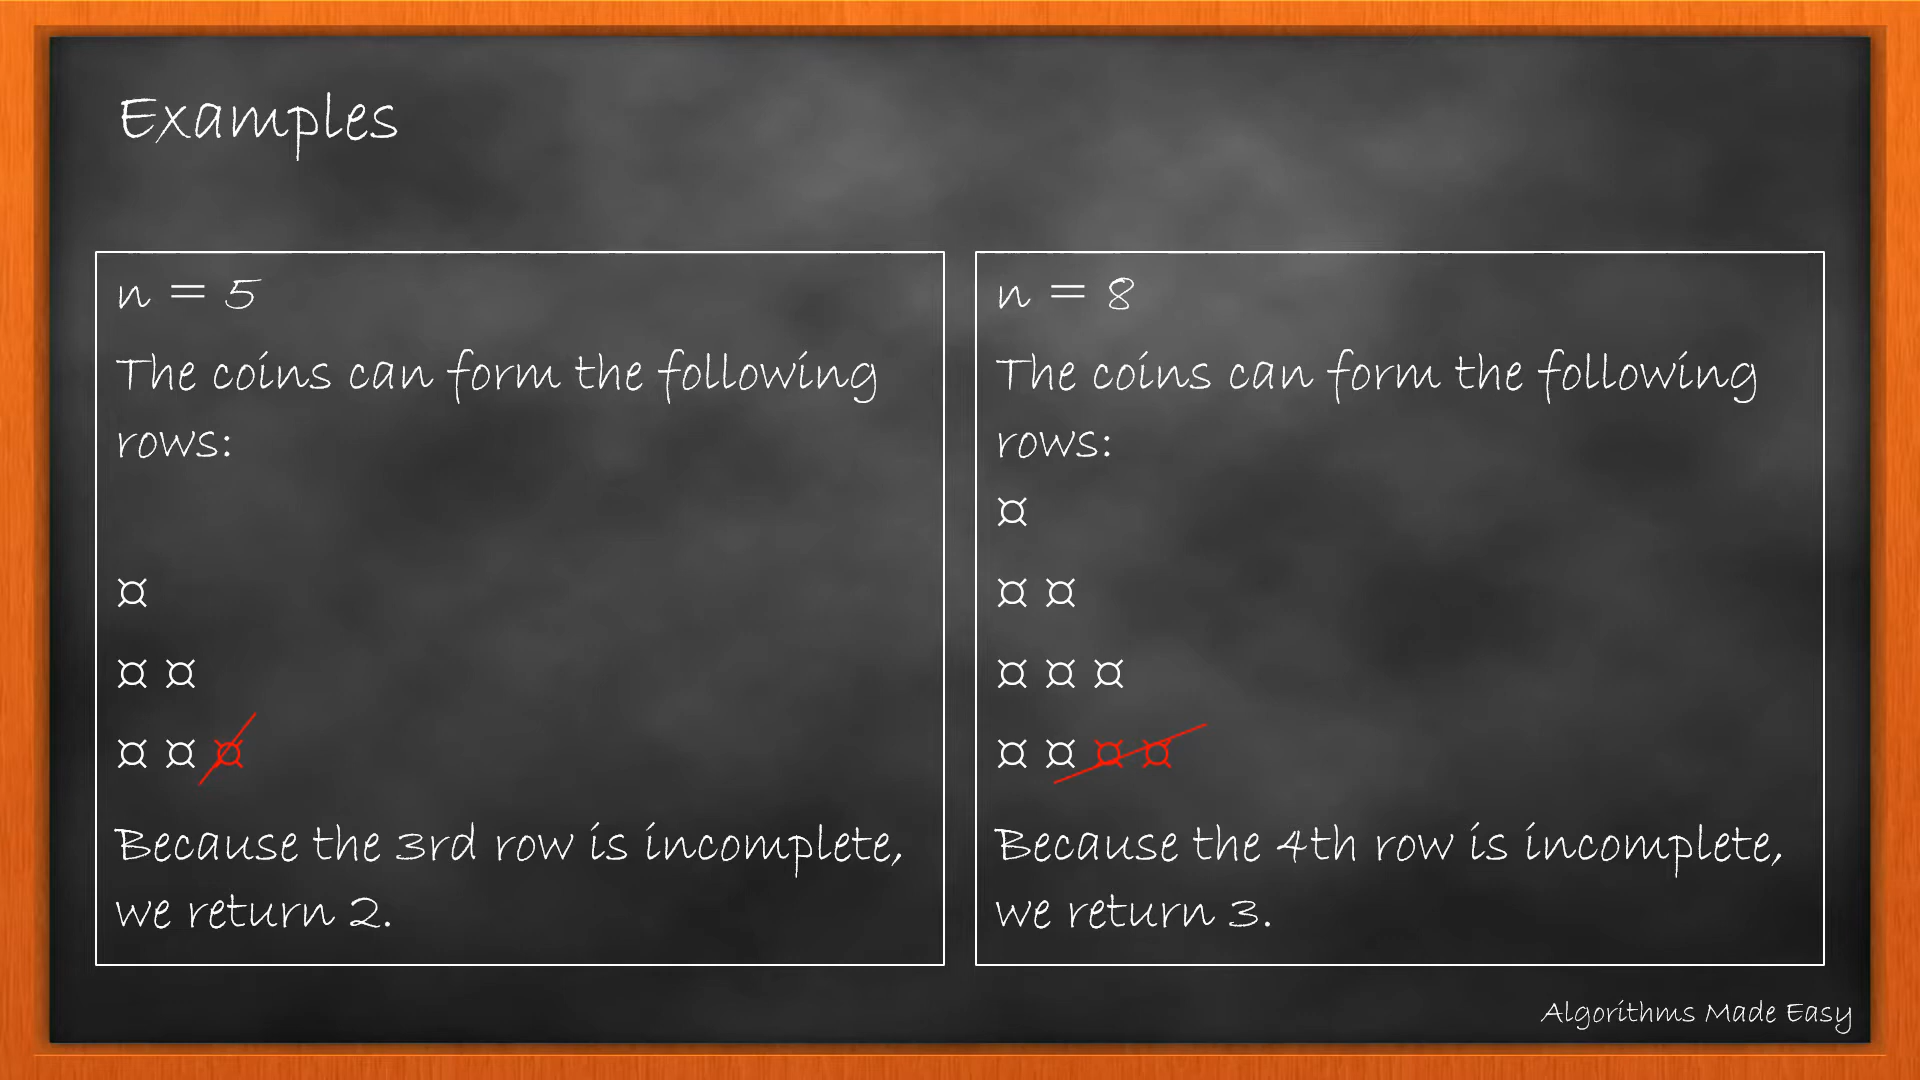 Examples
n = 5
The coins can form the following
rows:
¤
¤ ¤
¤ ¤ ¤
Because the 3rd row is incomplete,
we return 2.
n = 8
The coins can form the following
rows:
¤
¤ ¤
¤ ¤ ¤
¤ ¤ ¤ ¤
Because the 4th row is incomplete,
we return 3.
Algorithms Made Easy